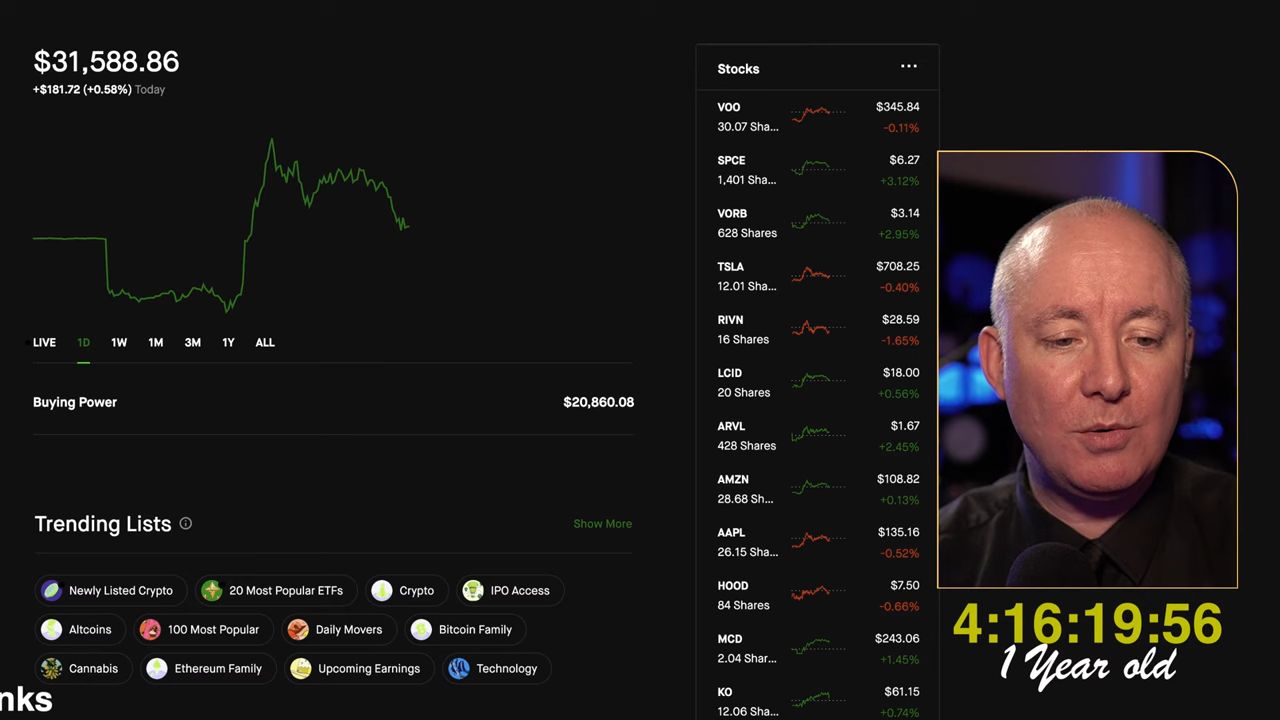 $31,588.86
+$181.72 (+0.58%) Today
LIVE 1D 1W 1M 3M 1Y ALL
Buying Power $20,860.08
Trending Lists Show More
Newly Listed Crypto 20 Most Popular ETFs Crypto IPO Access
Altcoins 100 Most Popular Daily Movers Bitcoin Family
Cannabis Ethereum Family Upcoming Earnings Technology
nks
Stocks ...
VOO $345.84
30.07 Sha... -0.11%
SPCE $6.27
1,401 Sha... +3.12%
VORB $3.14
628 Shares +2.95%
TSLA $708.25
12.01 Sha... -0.40%
RIVN $28.59
16 Shares -1.65%
LCID $18.00
20 Shares +0.56%
ARVL $1.67
428 Shares +2.45%
AMZN $108.82
28.68 Sh... +0.13%
AAPL $135.16
26.15 Sha... -0.52%
HOOD $7.50
84 Shares -0.66%
MCD $243.06
2.04 Shar... +1.45%
KO $61.15
12.06 Sha... +0.74%
4:16:19:56
1 Year old